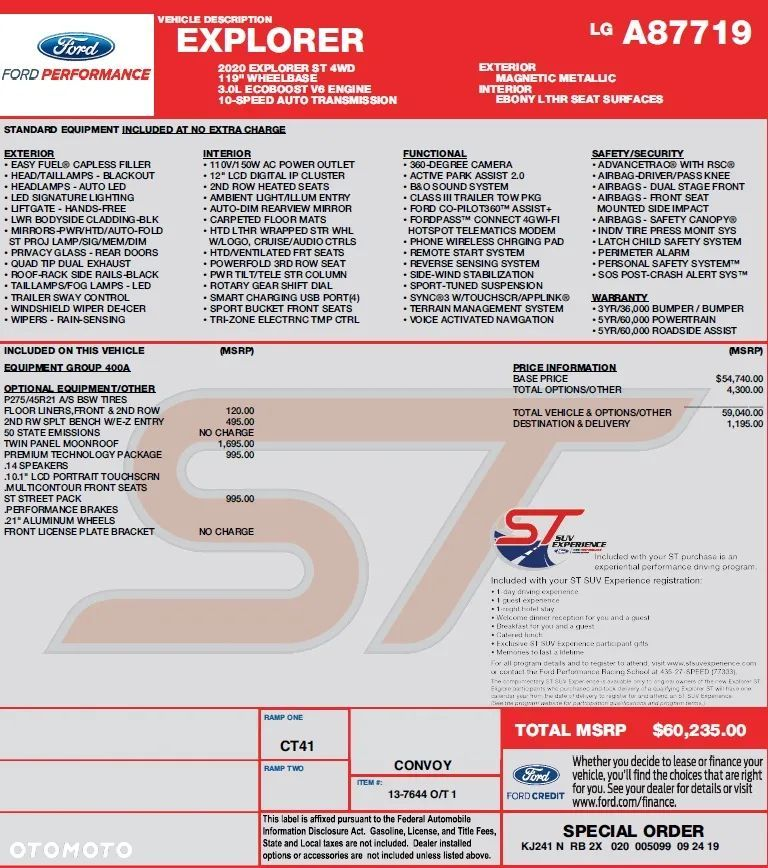 Ford
FORD PERFORMANCE
VEHICLE DESCRIPTION
EXPLORER
2020 EXPLORER ST 4WD
119" WHEELBASE
3.0L ECOBOOST V6 ENGINE
10-SPEED AUTO TRANSMISSION
LG A87719
EXTERIOR
MAGNETIC METALLIC
INTERIOR
EBONY LTHR SEAT SURFACES
STANDARD EQUIPMENT INCLUDED AT NO EXTRA CHARGE
EXTERIOR
• EASY FUEL® CAPLESS FILLER
• HEAD/TAILLAMPS - BLACKOUT
• HEADLAMPS - AUTO LED
• LED SIGNATURE LIGHTING
• LIFTGATE - HANDS-FREE
• LWR BODYSIDE CLADDING-BLK
• MIRRORS-PWR/HTD/AUTO-FOLD
ST PROJ LAMP/SIG/MEM/DIM
• PRIVACY GLASS - REAR DOORS
• QUAD TIP DUAL EXHAUST
• ROOF-RACK SIDE RAILS-BLACK
• TAILLAMPS/FOG LAMPS - LED
• TRAILER SWAY CONTROL
• WINDSHIELD WIPER DE-ICER
• WIPERS - RAIN-SENSING
INTERIOR
• 110V/150W AC POWER OUTLET
• 12" LCD DIGITAL IP CLUSTER
• 2ND ROW HEATED SEATS
• AMBIENT LIGHT/ILLUM ENTRY
• AUTO-DIM REARVIEW MIRROR
• CARPETED FLOOR MATS
• HTD LTHR WRAPPED STR WHL
W/LOGO, CRUISE/AUDIO CTRLS
• HTD/VENTILATED FRT SEATS
• POWERFOLD 3RD ROW SEAT
• PWR TILT/TELE STR COLUMN
• ROTARY GEAR SHIFT DIAL
• SMART CHARGING USB PORT(4)
• SPORT BUCKET FRONT SEATS
• TRI-ZONE ELECTRNC TMP CTRL
FUNCTIONAL
• 360-DEGREE CAMERA
• ACTIVE PARK ASSIST 2.0
• B&O SOUND SYSTEM
• CLASS III TRAILER TOW PKG
• FORD CO-PILOT360™ ASSIST+
• FORDPASS™ CONNECT 4GWI-FI
HOTSPOT TELEMATICS MODEM
• PHONE WIRELESS CHRGING PAD
• REMOTE START SYSTEM
• REVERSE SENSING SYSTEM
• SIDE-WIND STABILIZATION
• SPORT-TUNED SUSPENSION
• SYNC®3 W/TOUCHSCR/APPLINK®
• TERRAIN MANAGEMENT SYSTEM
• VOICE ACTIVATED NAVIGATION
SAFETY/SECURITY
• ADVANCETRAC® WITH RSC®
• AIRBAG-DRIVER/PASS KNEE
• AIRBAGS - DUAL STAGE FRONT
• AIRBAGS - FRONT SEAT
MOUNTED SIDE IMPACT
• AIRBAGS - SAFETY CANOPY®
• INDIV TIRE PRESS MONIT SYS
• LATCH CHILD SAFETY SYSTEM
• PERIMETER ALARM
• PERSONAL SAFETY SYSTEM™
• SOS POST-CRASH ALERT SYS™
WARRANTY
• 3YR/36,000 BUMPER / BUMPER
• 5YR/60,000 POWERTRAIN
• 5YR/60,000 ROADSIDE ASSIST
INCLUDED ON THIS VEHICLE (MSRP)
EQUIPMENT GROUP 400A
OPTIONAL EQUIPMENT/OTHER
P275/45R21 A/S BSW TIRES
FLOOR LINERS,FRONT & 2ND ROW 120.00
2ND RW SPLT BENCH W/E-Z ENTRY 495.00
50 STATE EMISSIONS NO CHARGE
TWIN PANEL MOONROOF 1,695.00
PREMIUM TECHNOLOGY PACKAGE 995.00
.14 SPEAKERS
.10.1" LCD PORTRAIT TOUCHSCRN
.MULTICONTOUR FRONT SEATS
ST STREET PACK 995.00
.PERFORMANCE BRAKES
.21" ALUMINUM WHEELS
FRONT LICENSE PLATE BRACKET NO CHARGE
ST
(MSRP)
PRICE INFORMATION
BASE PRICE $54,740.00
TOTAL OPTIONS/OTHER 4,300.00
TOTAL VEHICLE & OPTIONS/OTHER 59,040.00
DESTINATION & DELIVERY 1,195.00
ST SUV EXPERIENCE
Included with your ST purchase is an
experiential performance driving program.
Included with your ST SUV Experience registration:
• 1-day driving experience
• 1-guest experience
• 1-night hotel stay
• Welcome dinner reception for you and a guest
• Breakfast for you and a guest
• Catered lunch
• Exclusive ST SUV Experience participant gifts
• Memories to last a lifetime
For all program details and to register to attend, visit www.stsuvexperience.com
or contact the Ford Performance Racing School at 435-27-SPEED (77333).
The complimentary ST SUV Experience is available only to original owners of the new Explorer ST.
Eligible participants who purchased and took delivery of a qualifying Explorer ST will have one
calendar year from the date of delivery to register for and attend an ST SUV Experience.
(See the program website for participation qualifications and program terms.)
RAMP ONE
CT41
RAMP TWO
CONVOY
ITEM #:
13-7644 O/T 1
TOTAL MSRP $60,235.00
Ford
FORD CREDIT
Whether you decide to lease or finance your
vehicle, you'll find the choices that are right
for you. See your dealer for details or visit
www.ford.com/finance.
This label is affixed pursuant to the Federal Automobile
Information Disclosure Act. Gasoline, License, and Title Fees,
State and Local taxes are not included. Dealer installed
options or accessories are not included unless listed above.
SPECIAL ORDER
KJ241 N RB 2X 020 005099 09 24 19
OTOMOTO